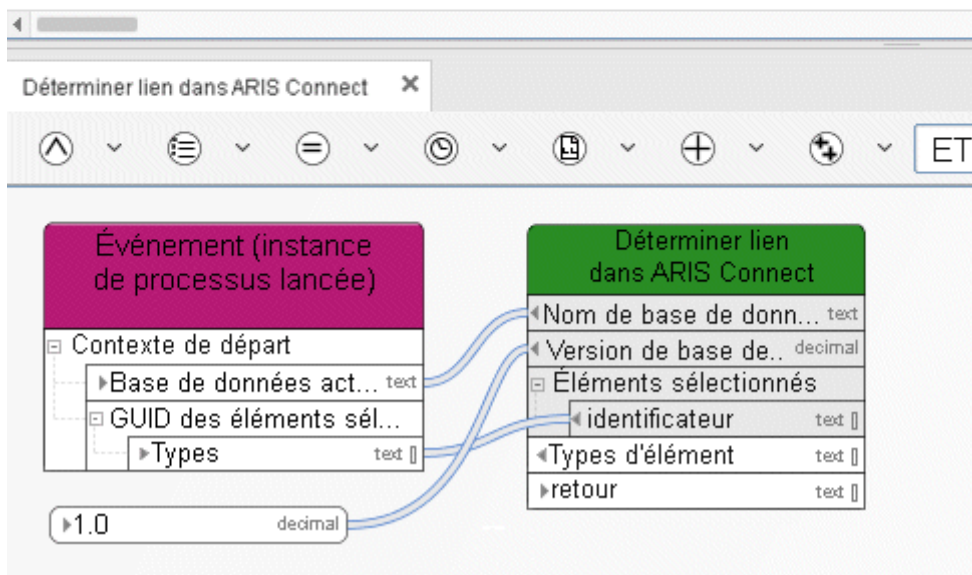 Déterminer lien dans ARIS Connect
ET
Événement (instance
de processus lancée)
Contexte de départ
Base de données act... text
GUID des éléments sél...
Types text []
1.0 decimal
Déterminer lien
dans ARIS Connect
Nom de base de donn... text
Version de base de.. decimal
Éléments sélectionnés
identificateur text []
Types d'élément text []
retour text []